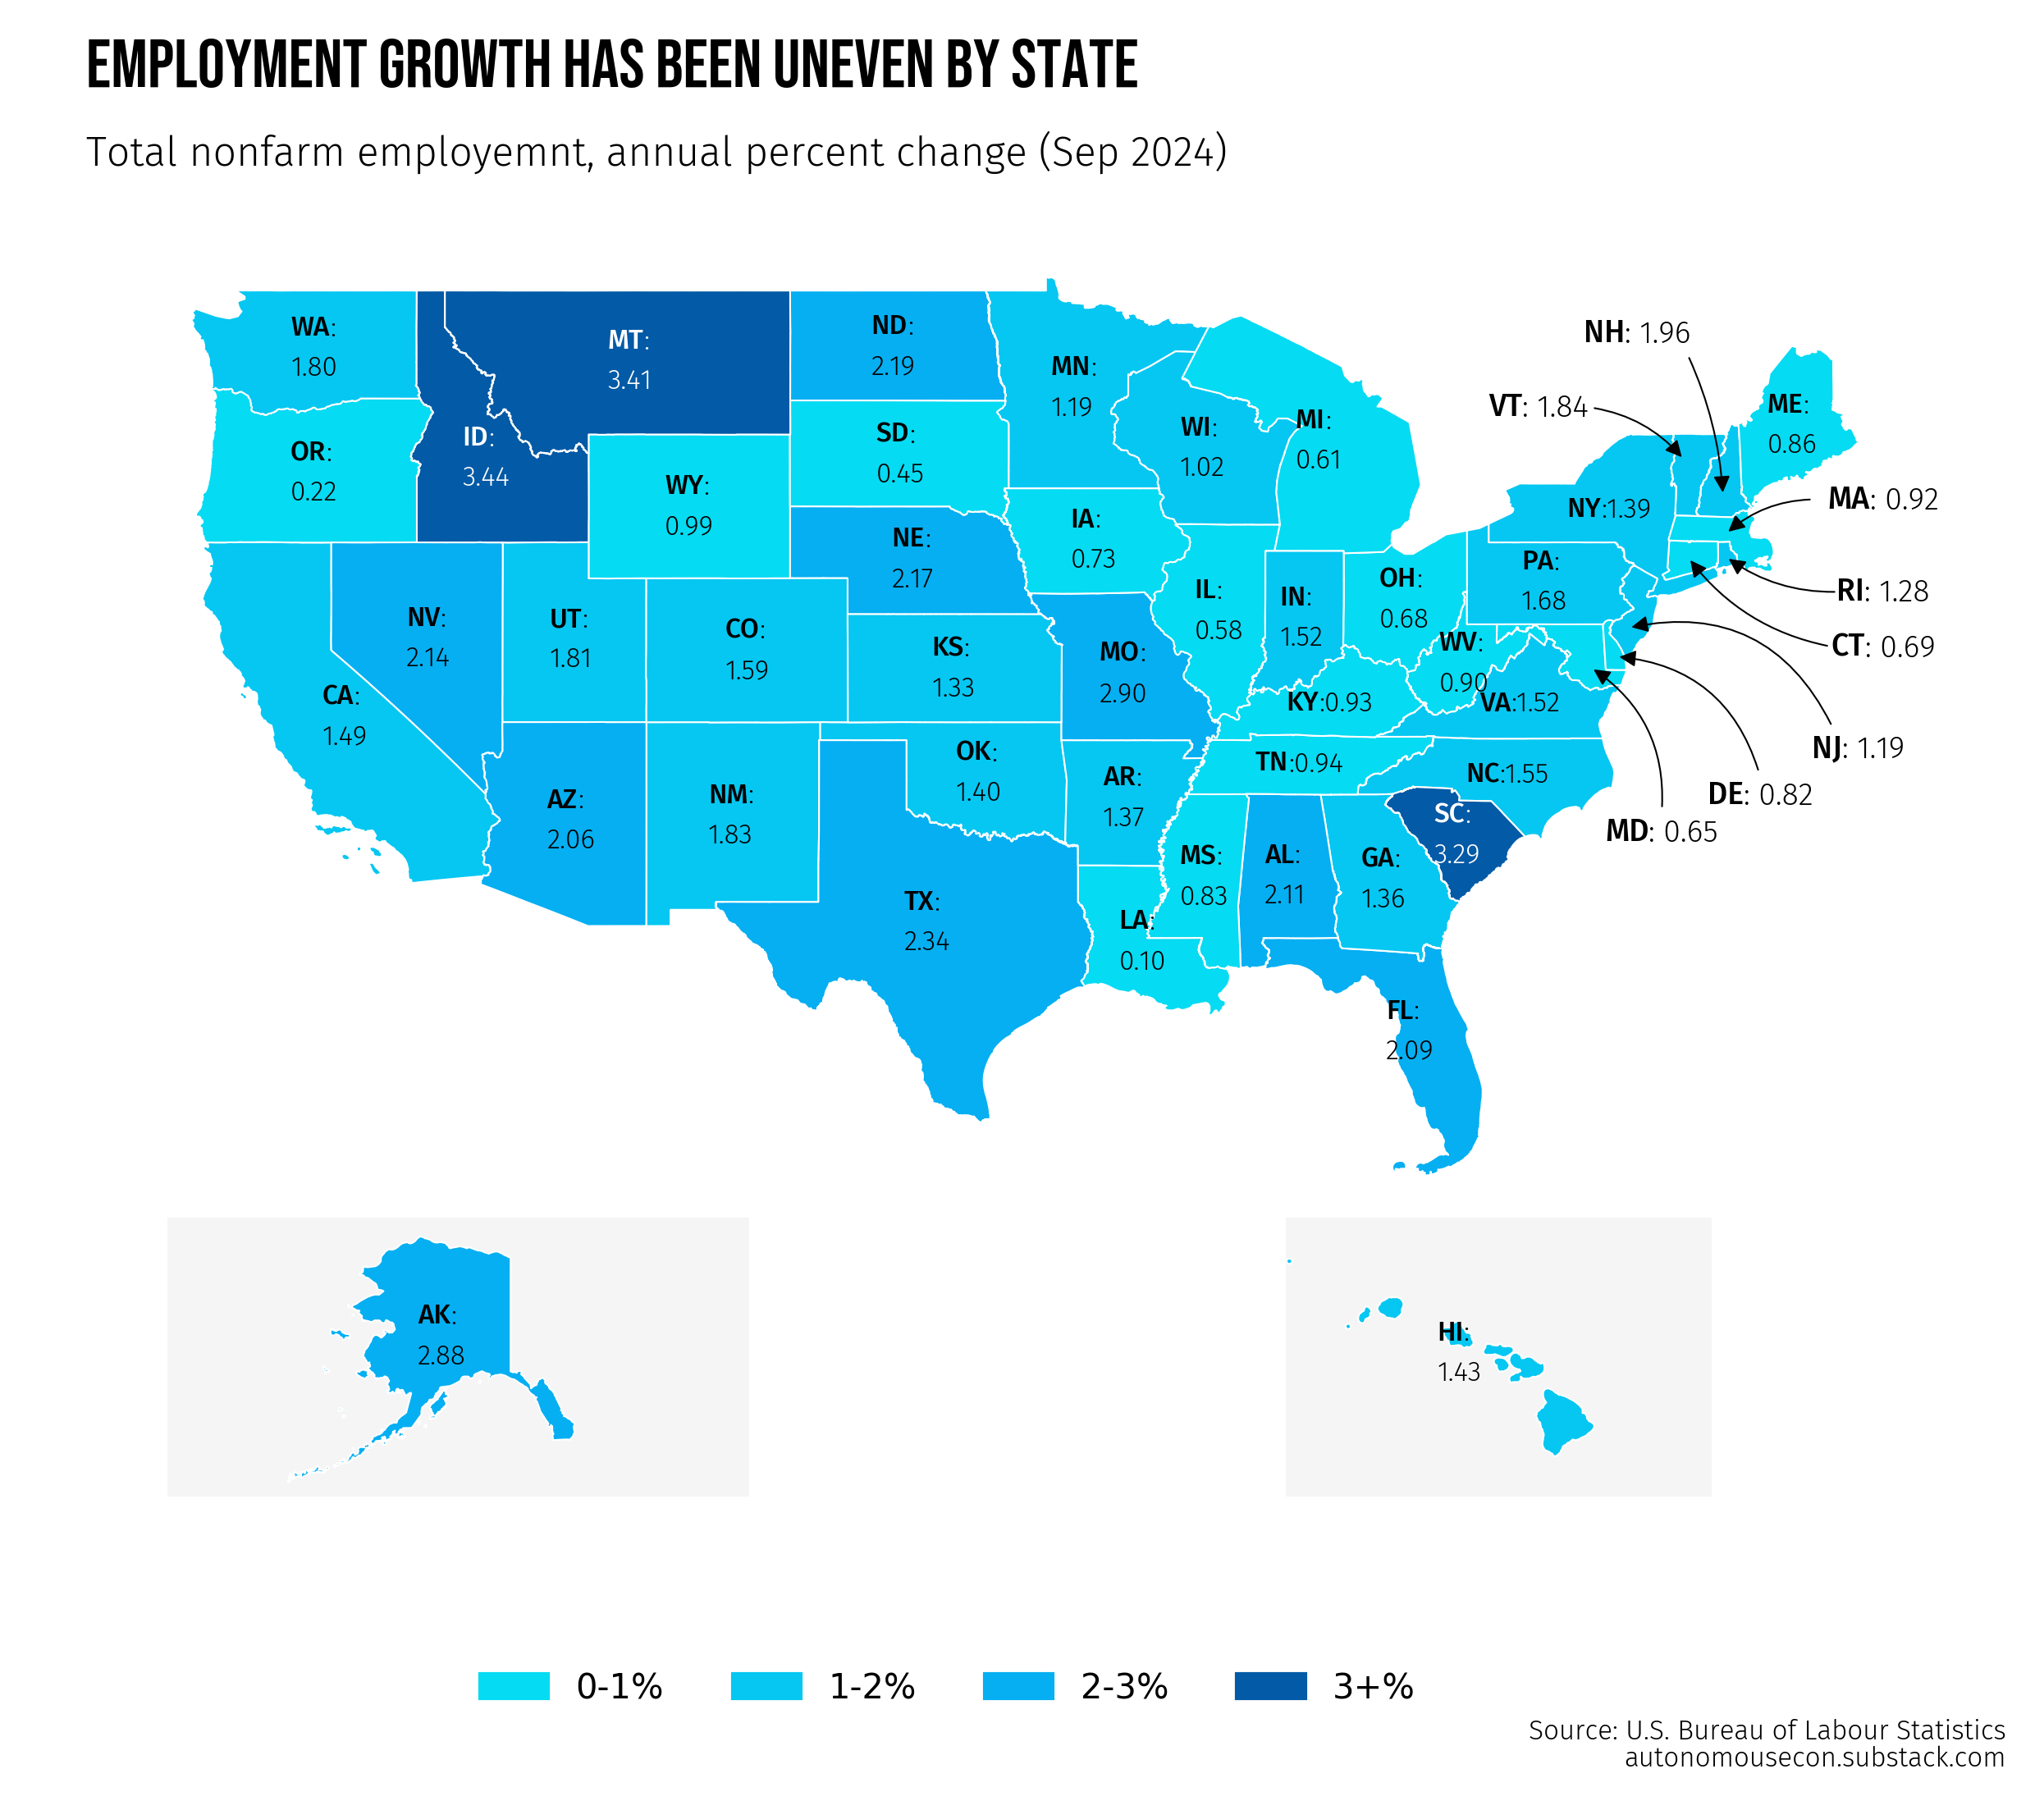 EMPLOYMENT GROWTH HAS BEEN UNEVEN BY STATE
Total nonfarm employemnt, annual percent change (Sep 2024)
WA:
1.80
OR:
0.22
ID:
3.44
MT:
3.41
WY:
0.99
ND:
2.19
SD:
0.45
NE:
2.17
MN:
1.19
WI:
1.02
MI:
0.61
IA:
0.73
NH: 1.96
VT: 1.84
ME:
0.86
MA: 0.92
NY:1.39
PA:
1.68
RI: 1.28
CT: 0.69
NJ: 1.19
DE: 0.82
MD: 0.65
NV:
2.14
UT:
1.81
CO:
1.59
KS:
1.33
MO:
2.90
IL:
0.58
IN:
1.52
OH:
0.68
WV:
0.90
VA:1.52
KY:0.93
CA:
1.49
AZ:
2.06
NM:
1.83
OK:
1.40
AR:
1.37
TN:0.94
NC:1.55
SC:
3.29
TX:
2.34
LA:
0.10
MS:
0.83
AL:
2.11
GA:
1.36
FL:
2.09
AK:
2.88
HI:
1.43
0-1%
1-2%
2-3%
3+%
Source: U.S. Bureau of Labour Statistics
autonomousecon.substack.com